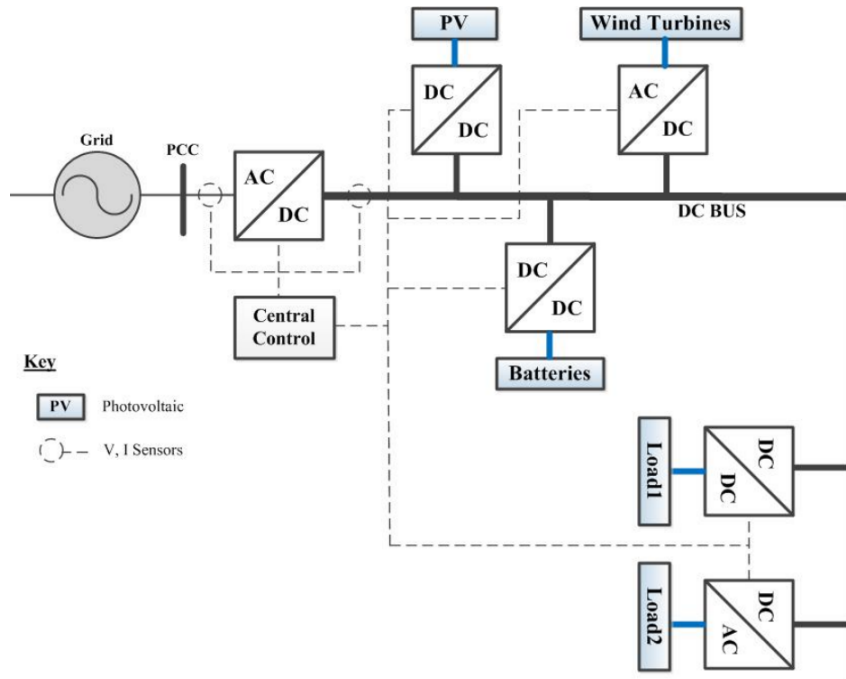 PV
Wind Turbines
DC
DC
AC
DC
Grid
PCC
AC
DC
DC BUS
DC
DC
Central
Control
Batteries
Key
PV Photovoltaic
V, I Sensors
Load1
DC
DC
Load2
DC
AC